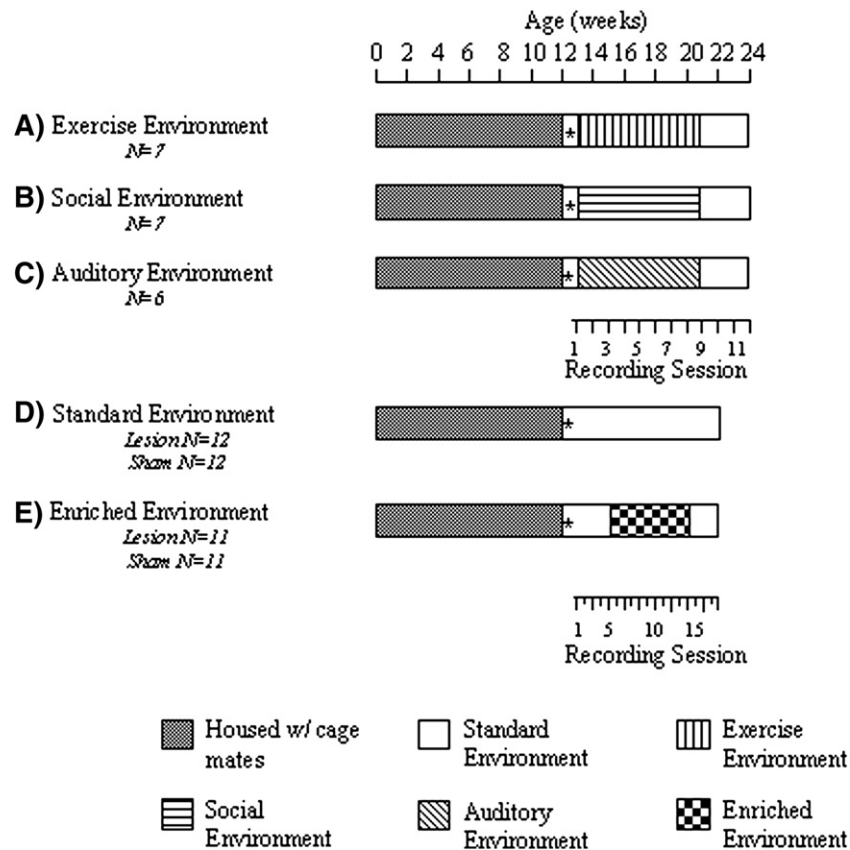 Age (weeks)
0 2 4 6 8 10 12 14 16 18 20 22 24
A) Exercise Environment
N=7
*
B) Social Environment
N=7
*
C) Auditory Environment
N=6
*
1 3 5 7 9 11
Recording Session
D) Standard Environment
Lesion N=12
Sham N=12
*
E) Enriched Environment
Lesion N=11
Sham N=11
*
1 5 10 15
Recording Session
Housed w/ cage
mates
Standard
Environment
Exercise
Environment
Social
Environment
Auditory
Environment
Enriched
Environment